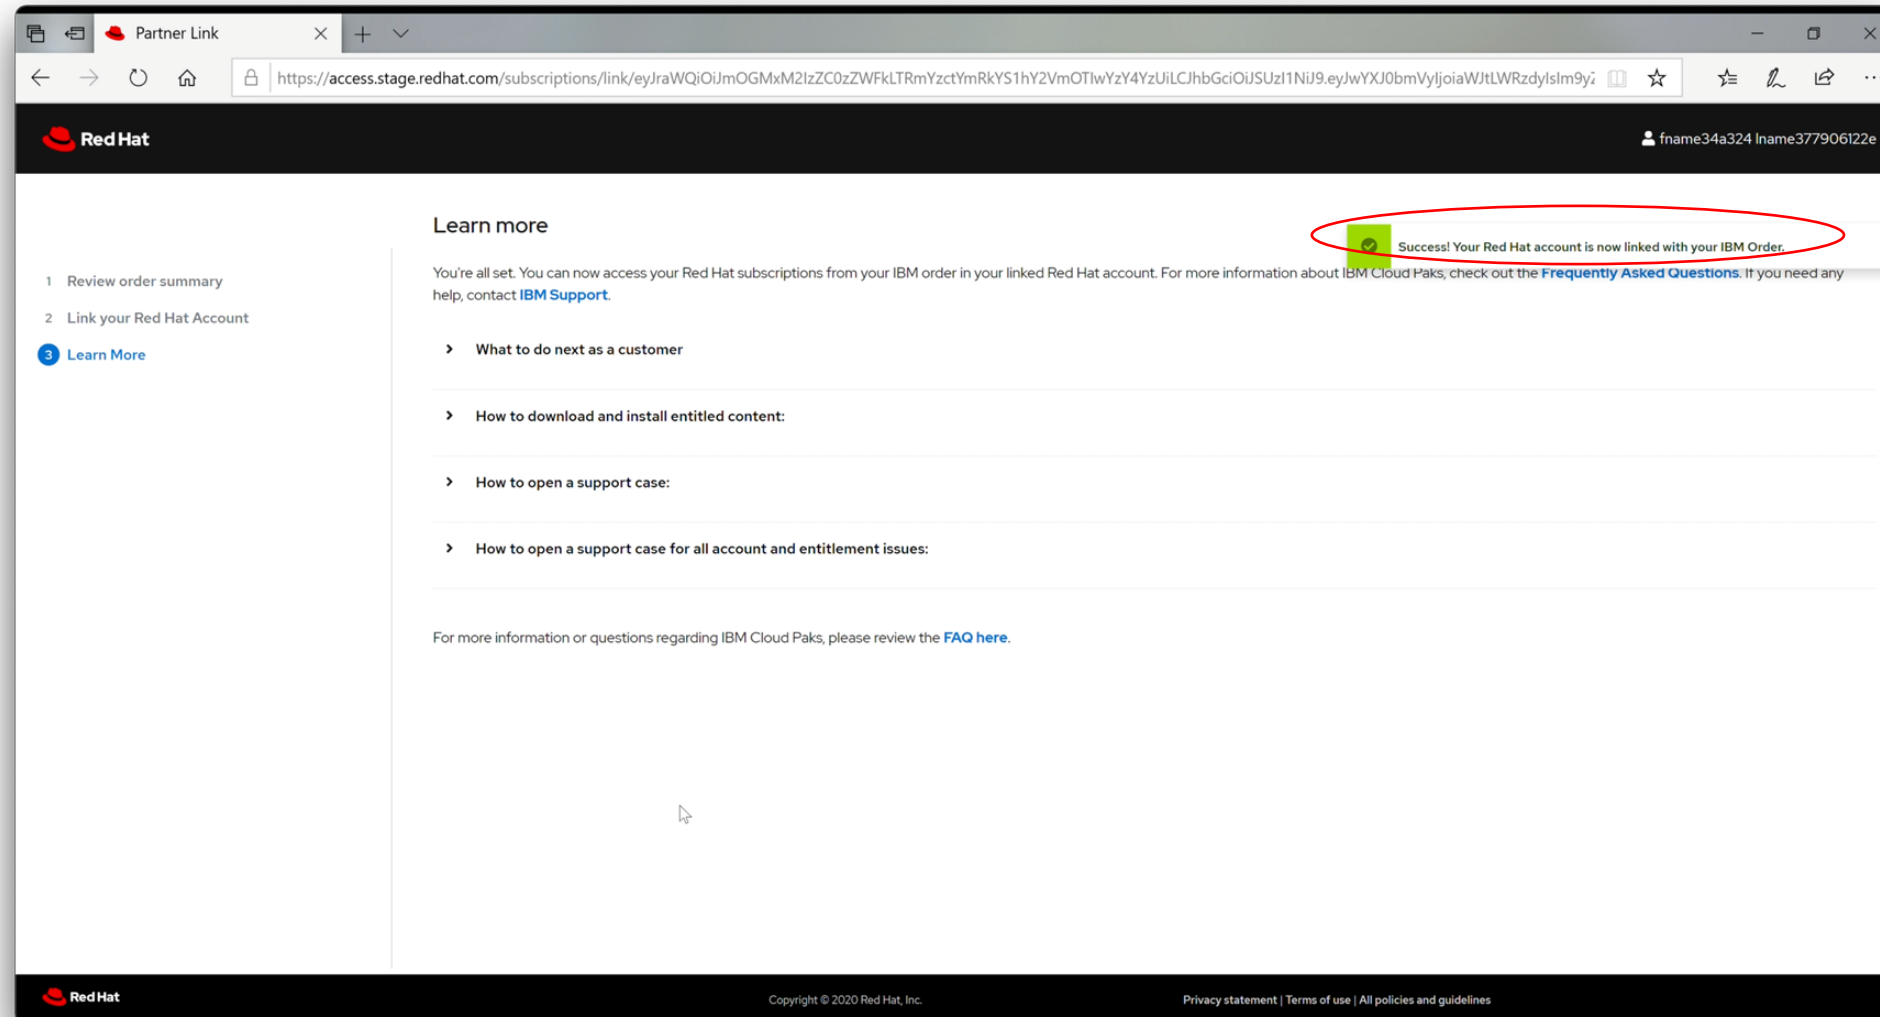 Partner Link
https://access.stage.redhat.com/subscriptions/link/eyJraWQiOiJmOGMxM2IzZC0zZWFkLTRmYzctYmRkYS1hY2VmOTIwYzY4YzUiLCJhbGciOiJSUzI1NiJ9.eyJwYXJ0bmVyIjoiaWJtLWRzdyIsIm9yZ
Red Hat
fname34a324 lname377906122e
Learn more
Success! Your Red Hat account is now linked with your IBM Order.
You're all set. You can now access your Red Hat subscriptions from your IBM order in your linked Red Hat account. For more information about IBM Cloud Paks, check out the Frequently Asked Questions. If you need any
help, contact IBM Support.
1 Review order summary
2 Link your Red Hat Account
3 Learn More
What to do next as a customer
How to download and install entitled content:
How to open a support case:
How to open a support case for all account and entitlement issues:
For more information or questions regarding IBM Cloud Paks, please review the FAQ here.
Red Hat
Copyright © 2020 Red Hat, Inc.
Privacy statement | Terms of use | All policies and guidelines